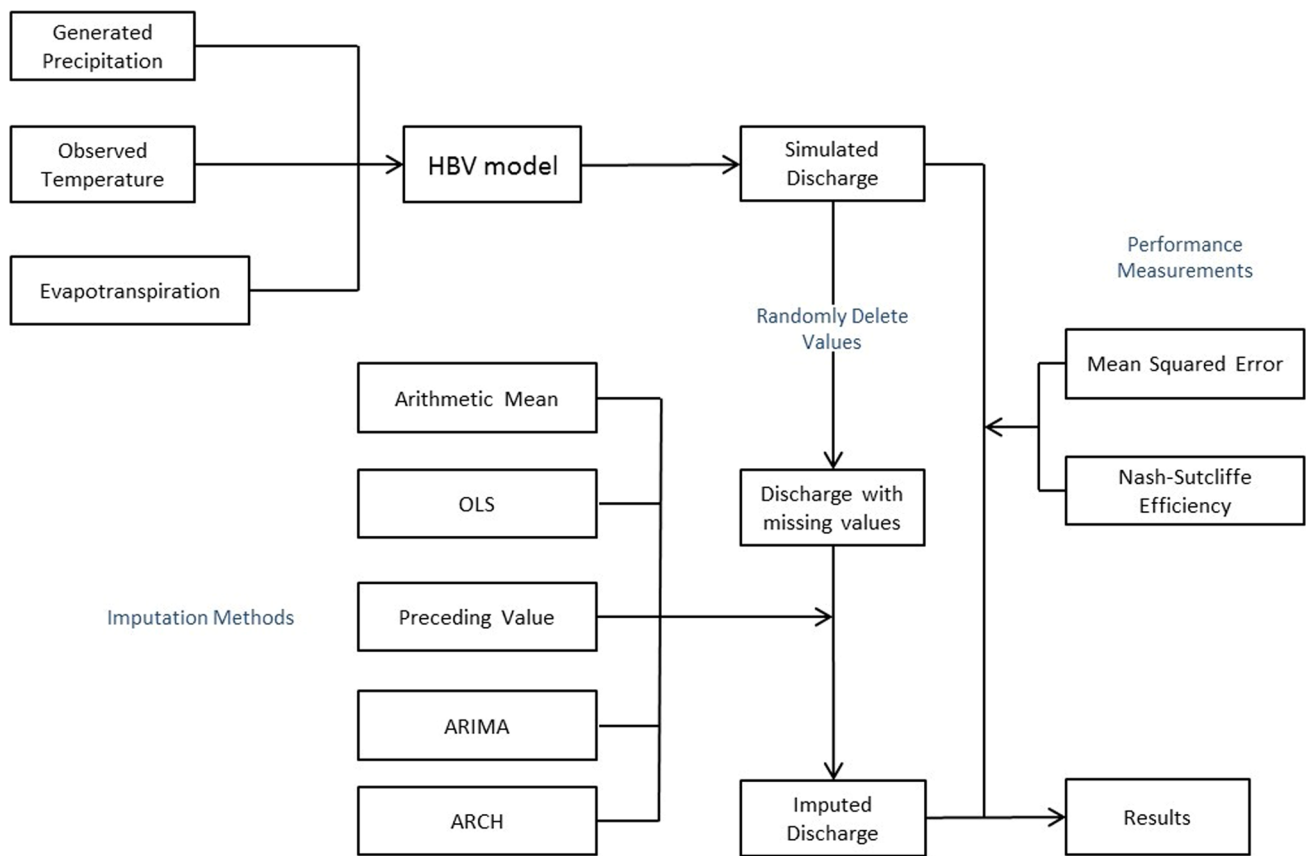 Generated
Precipitation
Observed
Temperature
Evapotranspiration
HBV model
Simulated
Discharge
Performance
Measurements
Randomly Delete
Values
Mean Squared Error
Nash-Sutcliffe
Efficiency
Arithmetic Mean
OLS
Discharge with
missing values
Imputation Methods
Preceding Value
ARIMA
ARCH
Imputed
Discharge
Results